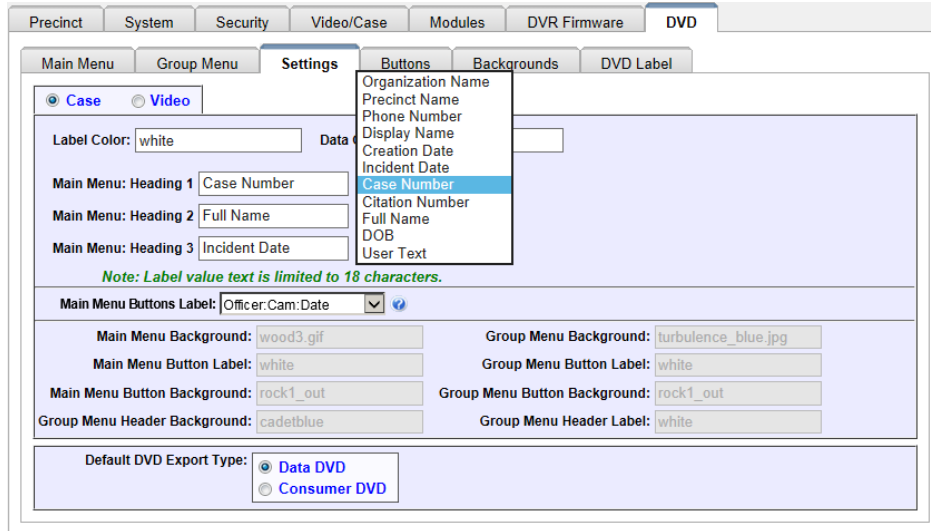 Precinct System Security Video/Case Modules DVR Firmware DVD
Main Menu Group Menu Settings Buttons Backgrounds DVD Label
Case Video
Label Color: white Data
Organization Name
Precinct Name
Phone Number
Display Name
Creation Date
Incident Date
Case Number
Citation Number
Full Name
DOB
User Text
Main Menu: Heading 1 Case Number
Main Menu: Heading 2 Full Name
Main Menu: Heading 3 Incident Date
Note: Label value text is limited to 18 characters.
Main Menu Buttons Label: Officer:Cam:Date ?
Main Menu Background: wood3.gif Group Menu Background: turbulence_blue.jpg
Main Menu Button Label: white Group Menu Button Label: white
Main Menu Button Background: rock1_out Group Menu Button Background: rock1_out
Group Menu Header Background: cadetblue Group Menu Header Label: white
Default DVD Export Type: Data DVD
Consumer DVD